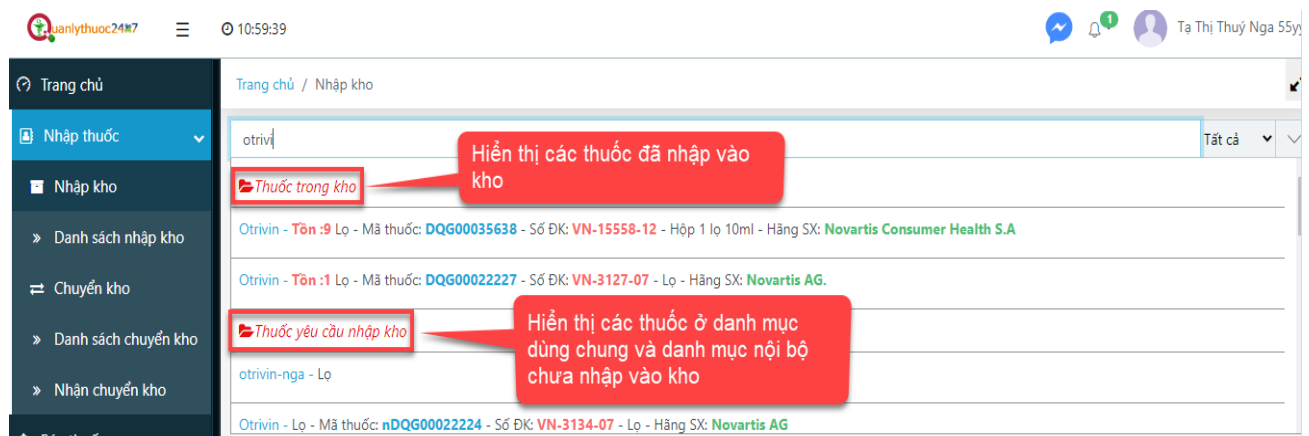 Quanlythuoc24h7
10:59:39
1
Tạ Thị Thuý Nga 55yy
Trang chủ
Trang chủ / Nhập kho
Nhập thuốc
otrivi
Tất cả
Hiển thị các thuốc đã nhập vào
kho
Nhập kho
Thuốc trong kho
Otrivin - Tồn :9 Lọ - Mã thuốc: DQG00035638 - Số ĐK: VN-15558-12 - Hộp 1 lọ 10ml - Hãng SX: Novartis Consumer Health S.A
Danh sách nhập kho
Otrivin - Tồn :1 Lọ - Mã thuốc: DQG00022227 - Số ĐK: VN-3127-07 - Lọ - Hãng SX: Novartis AG.
Chuyển kho
Thuốc yêu cầu nhập kho
Hiển thị các thuốc ở danh mục
dùng chung và danh mục nội bộ
chưa nhập vào kho
Danh sách chuyển kho
otrivin-nga - Lọ
Nhận chuyển kho
Otrivin - Lọ - Mã thuốc: nDQG00022224 - Số ĐK: VN-3134-07 - Lọ - Hãng SX: Novartis AG